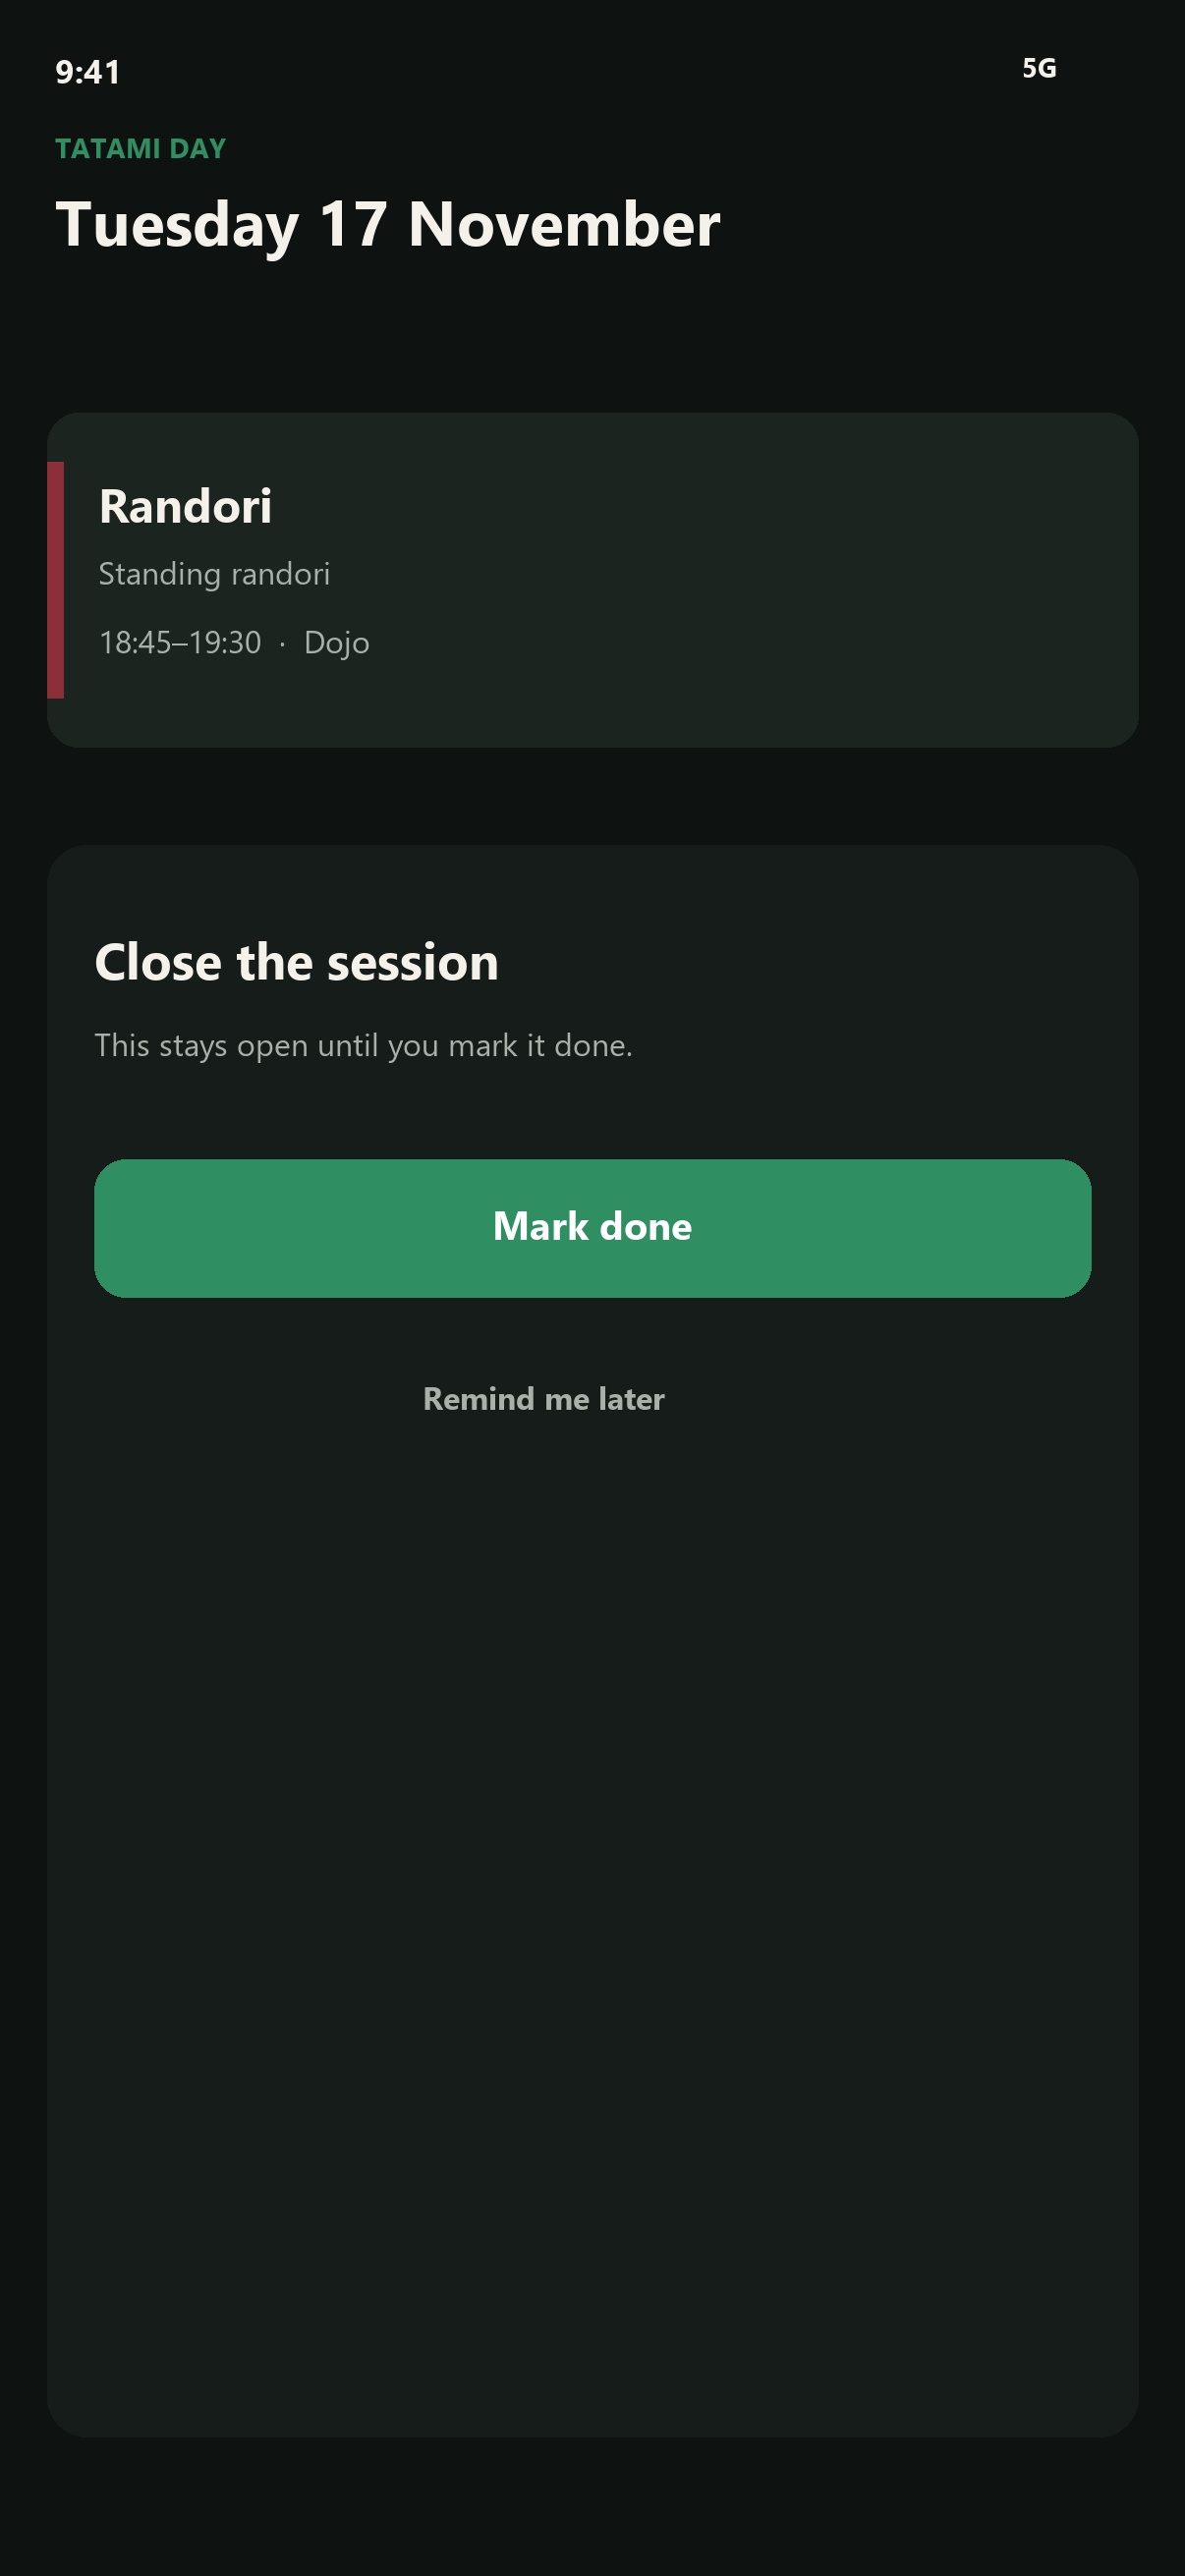 9:41
5G
TATAMI DAY
Tuesday 17 November
Randori
Standing randori
18:45–19:30 · Dojo
Close the session
This stays open until you mark it done.
Mark done
Remind me later